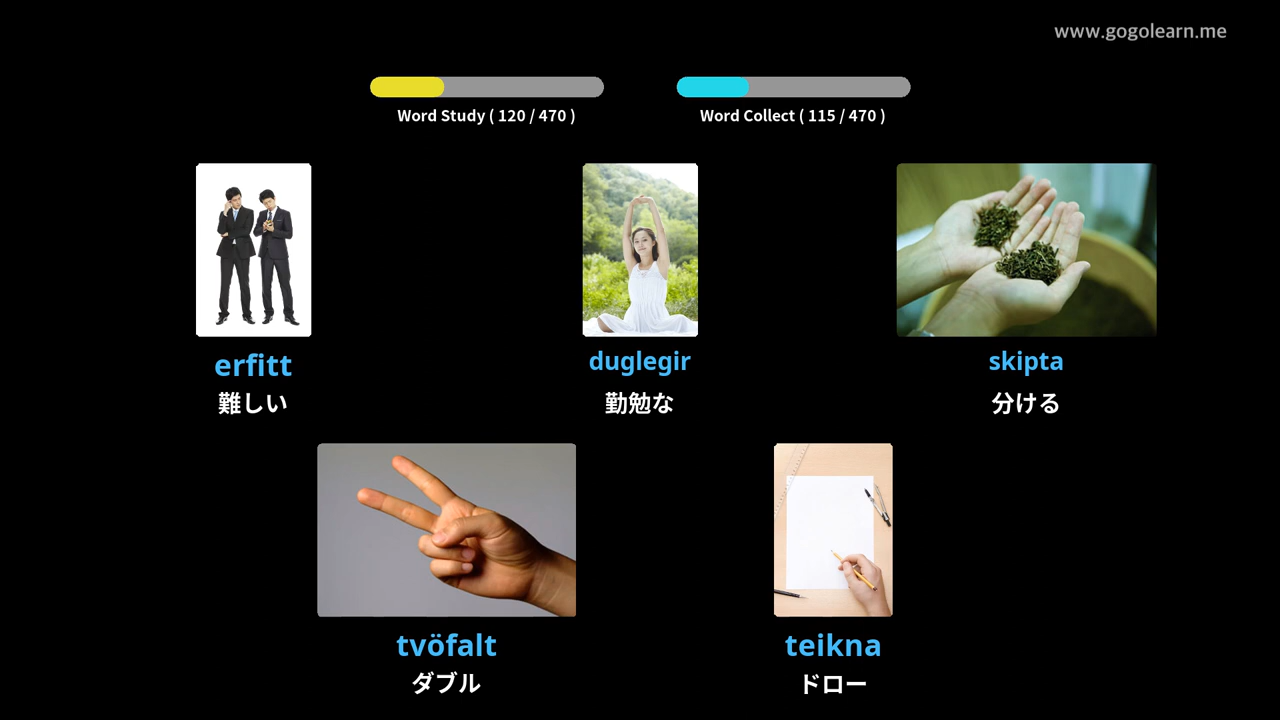 www.gogolearn.me
Word Study ( 120 / 470 )
Word Collect ( 115 / 470 )
erfitt
難しい
duglegir
勤勉な
skipta
分ける
tvöfalt
ダブル
teikna
ドロー